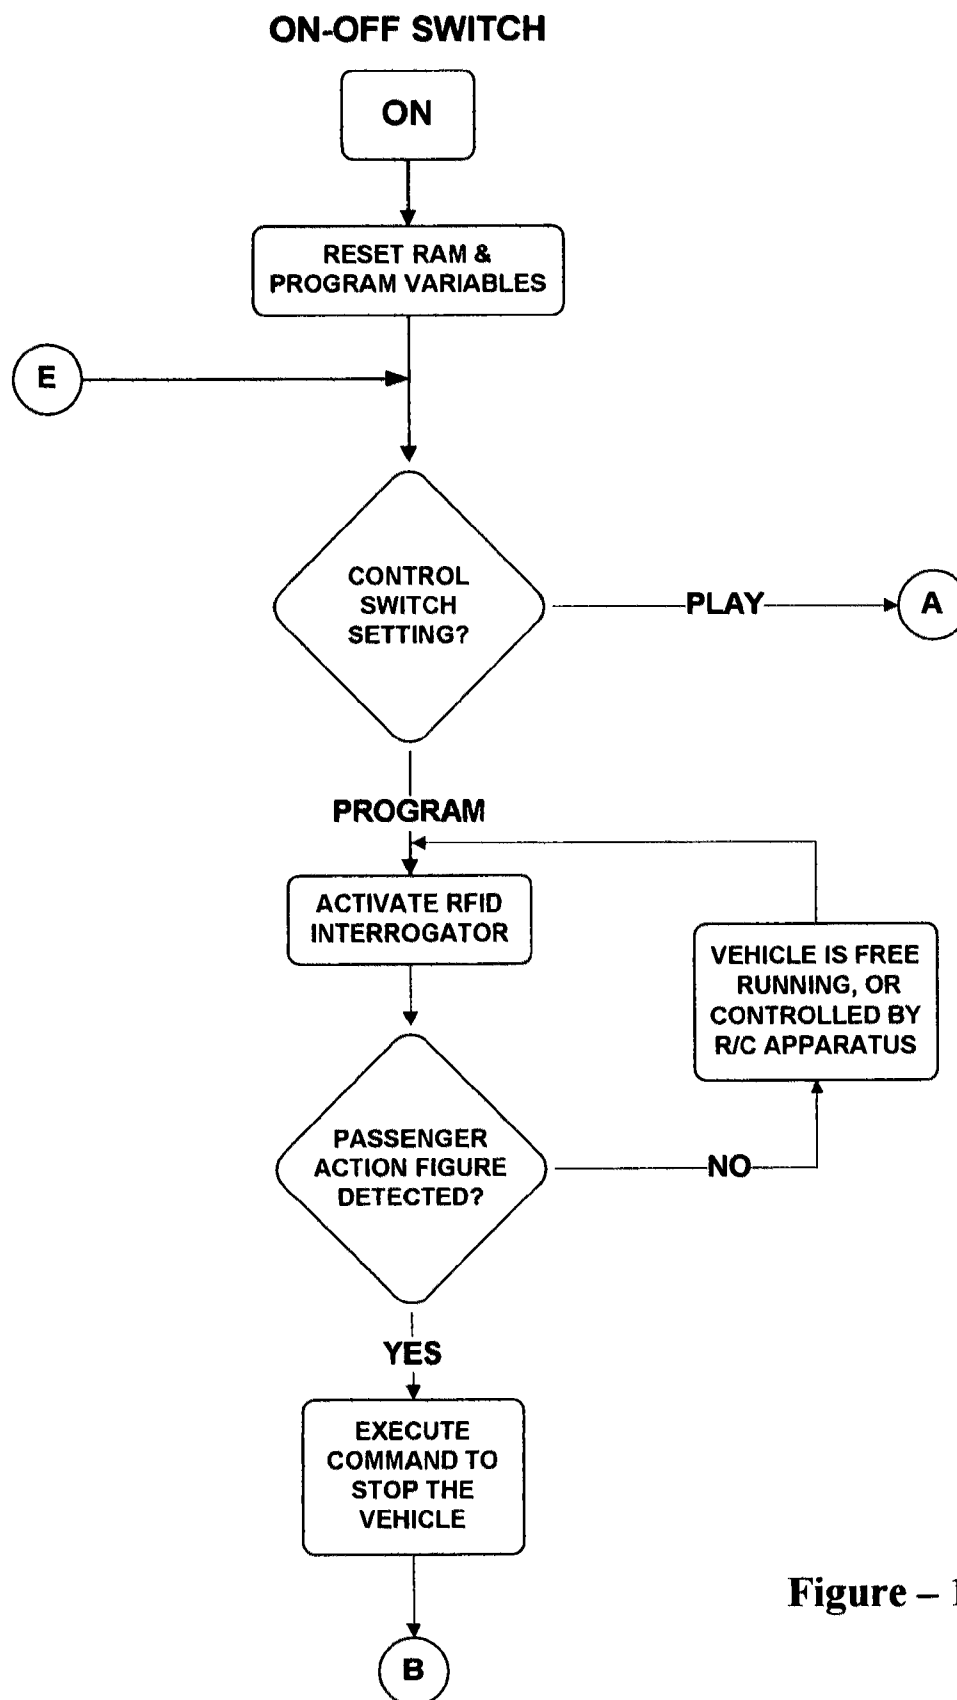 ON-OFF SWITCH
ON
RESET RAM &
PROGRAM VARIABLES
E
CONTROL
SWITCH
SETTING?
PLAY
A
PROGRAM
ACTIVATE RFID
INTERROGATOR
VEHICLE IS FREE
RUNNING, OR
CONTROLLED BY
R/C APPARATUS
PASSENGER
ACTION FIGURE
DETECTED?
NO
YES
EXECUTE
COMMAND TO
STOP THE
VEHICLE
Figure –
B